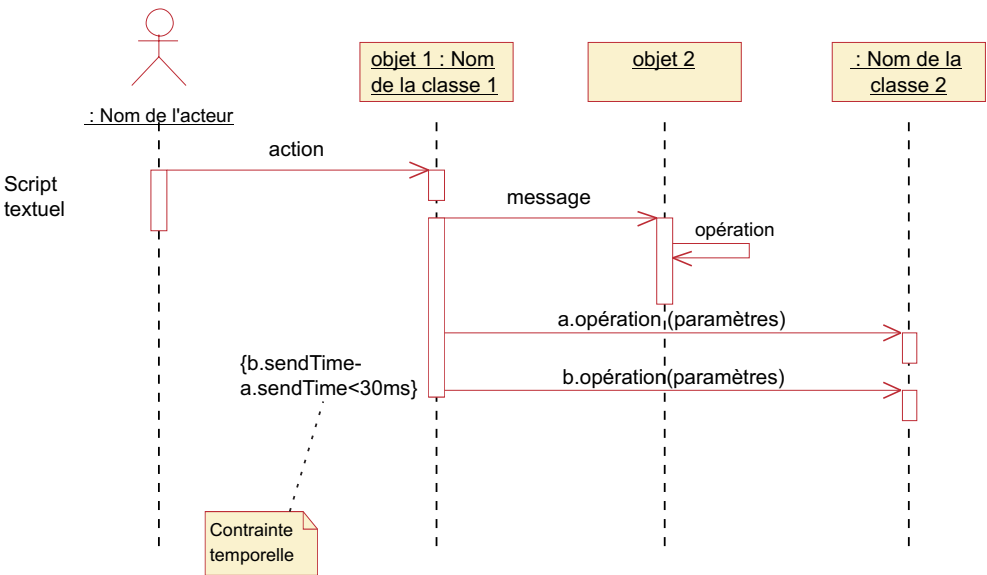 objet 1 : Nom
de la classe 1
objet 2
: Nom de la
classe 2
: Nom de l'acteur
action
Script
textuel
message
opération
a.opération (paramètres)
{b.sendTime-
a.sendTime<30ms}
b.opération(paramètres)
Contrainte
temporelle